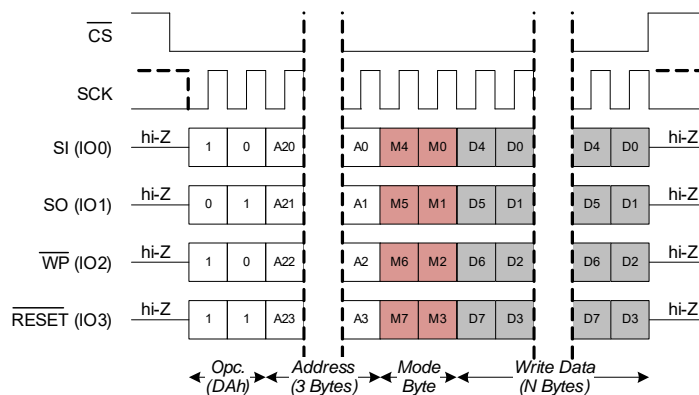 CS
SCK
SI (IO0) hi-Z 1 0 A20 A0 M4 M0 D4 D0 D4 D0 hi-Z
SO (IO1) hi-Z 0 1 A21 A1 M5 M1 D5 D1 D5 D1 hi-Z
WP (IO2) hi-Z 1 0 A22 A2 M6 M2 D6 D2 D6 D2 hi-Z
RESET (IO3) hi-Z 1 1 A23 A3 M7 M3 D7 D3 D7 D3 hi-Z
Opc. Address Mode Write Data
(DAh) (3 Bytes) Byte (N Bytes)